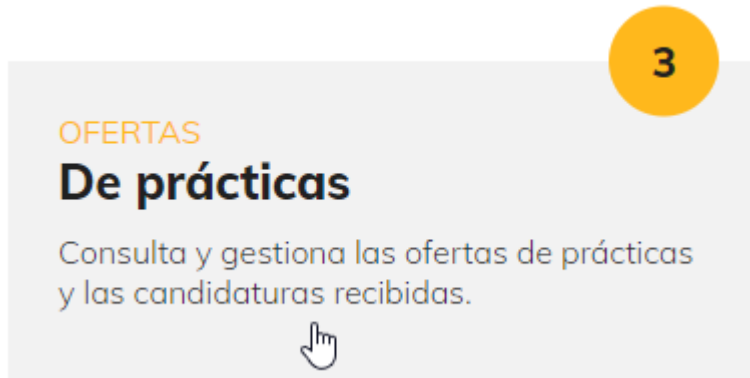 3
OFERTAS
De prácticas
Consulta y gestiona las ofertas de prácticas
y las candidaturas recibidas.